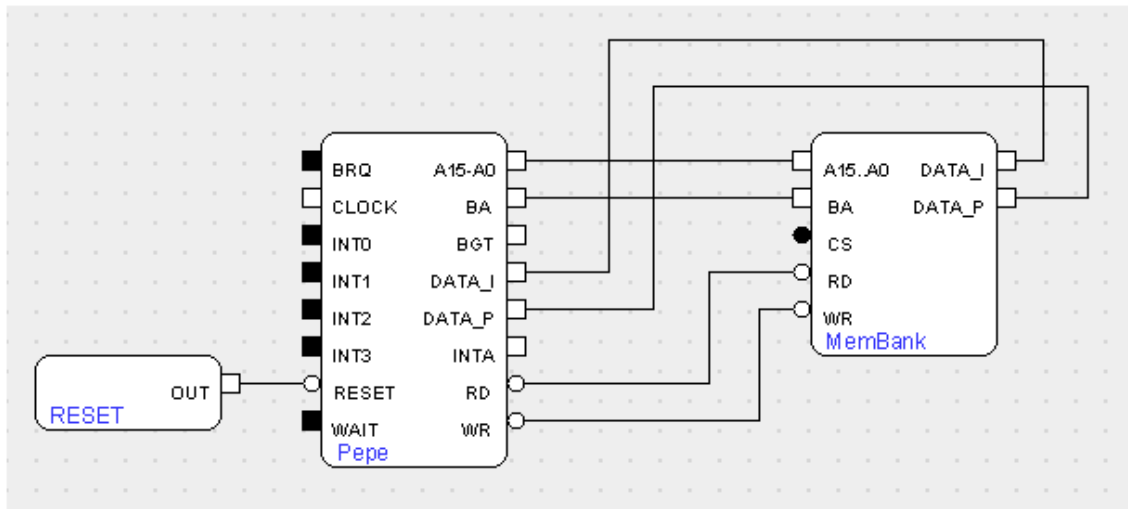 BRQ
A15-A0
CLOCK
BA
INT0
BGT
INT1
DATA_I
INT2
DATA_P
INT3
INTA
RESET
RD
WAIT
WR
Pepe
A15..A0
DATA_I
BA
DATA_P
CS
RD
WR
MemBank
OUT
RESET